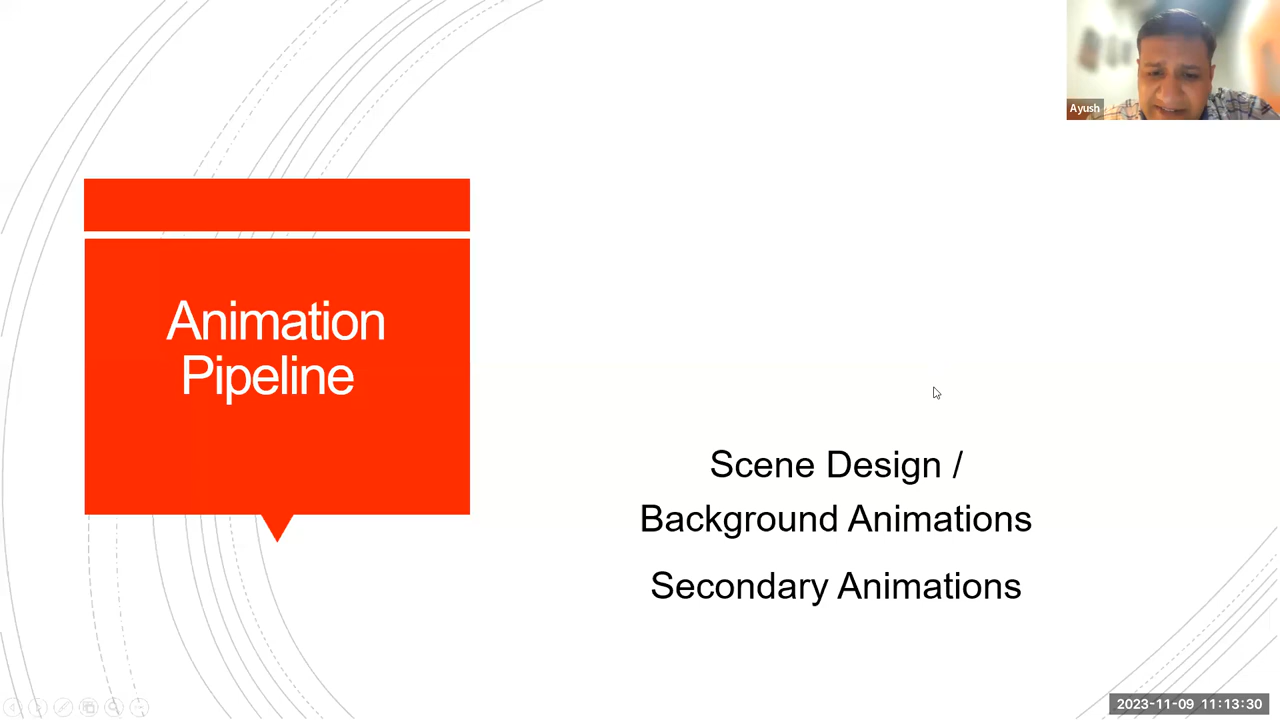 Ayush
Animation
Pipeline
Scene Design /
Background Animations
Secondary Animations
2023-11-09 11:13:30